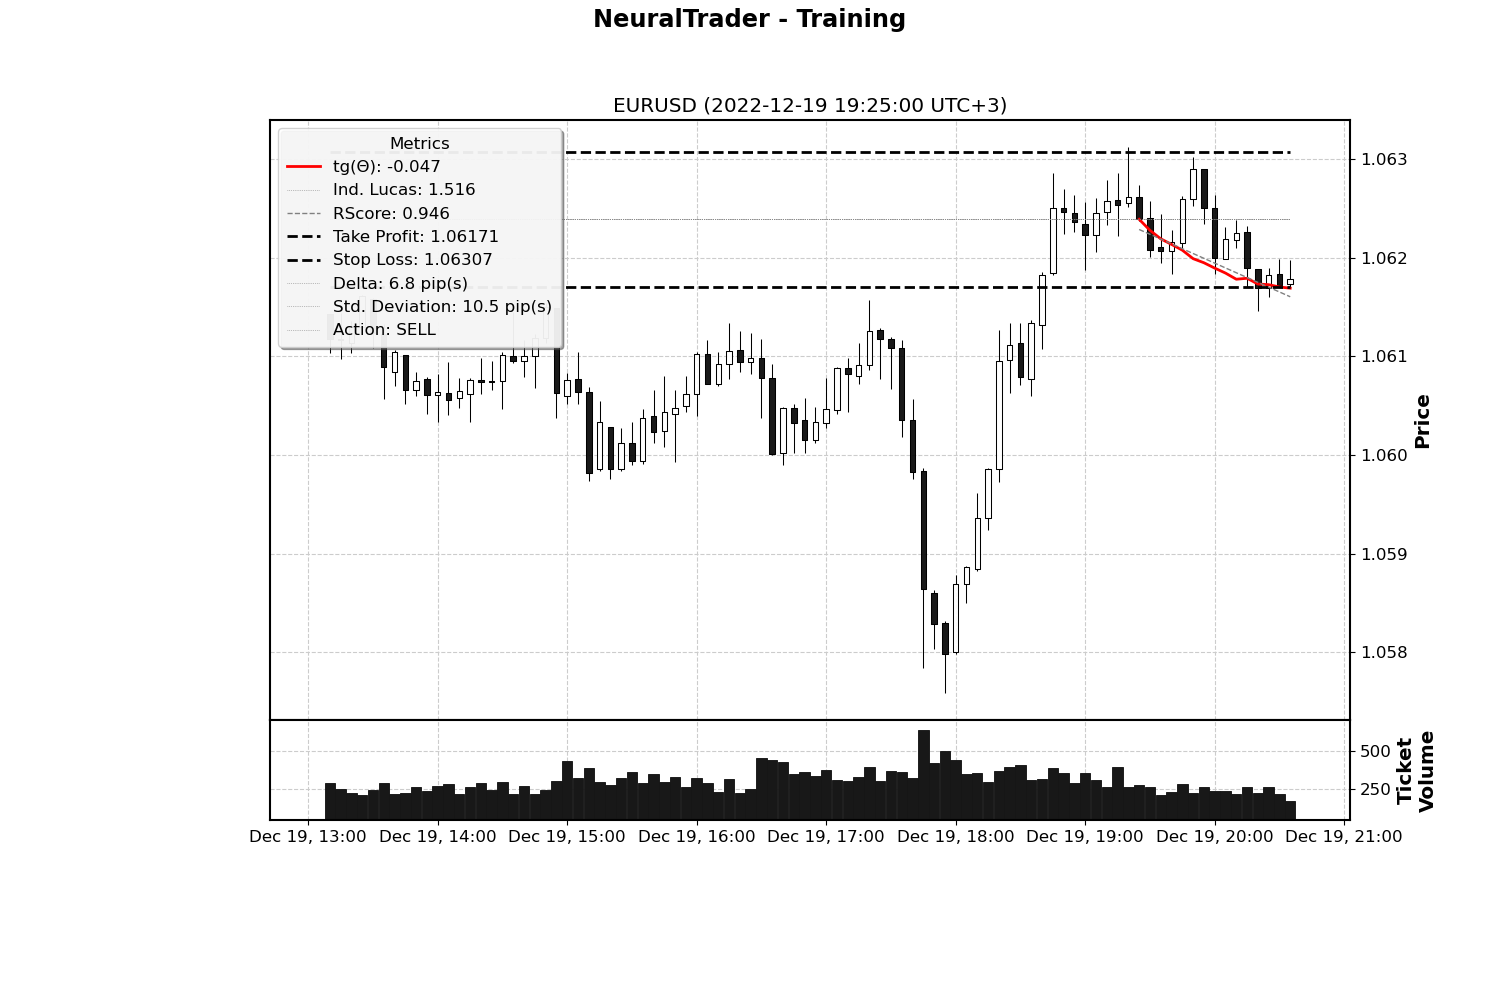 NeuralTrader - Training
EURUSD (2022-12-19 19:25:00 UTC+3)
Metrics
tg(Θ): -0.047
Ind. Lucas: 1.516
RScore: 0.946
Take Profit: 1.06171
Stop Loss: 1.06307
Delta: 6.8 pip(s)
Std. Deviation: 10.5 pip(s)
Action: SELL
1.063
1.062
1.061
1.060
1.059
1.058
Price
500
250
Ticket
Volume
Dec 19, 13:00 Dec 19, 14:00 Dec 19, 15:00 Dec 19, 16:00 Dec 19, 17:00 Dec 19, 18:00 Dec 19, 19:00 Dec 19, 20:00 Dec 19, 21:00